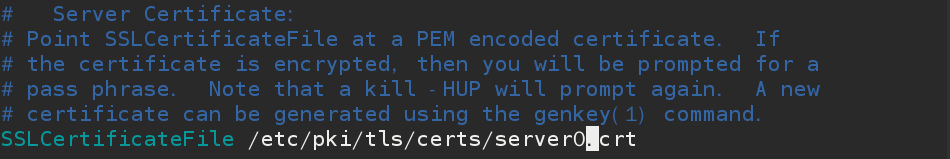 #   Server Certificate:
# Point SSLCertificateFile at a PEM encoded certificate.  If
# the certificate is encrypted, then you will be prompted for a
# pass phrase.  Note that a kill -HUP will prompt again.  A new
# certificate can be generated using the genkey(1) command.
SSLCertificateFile /etc/pki/tls/certs/server0.crt